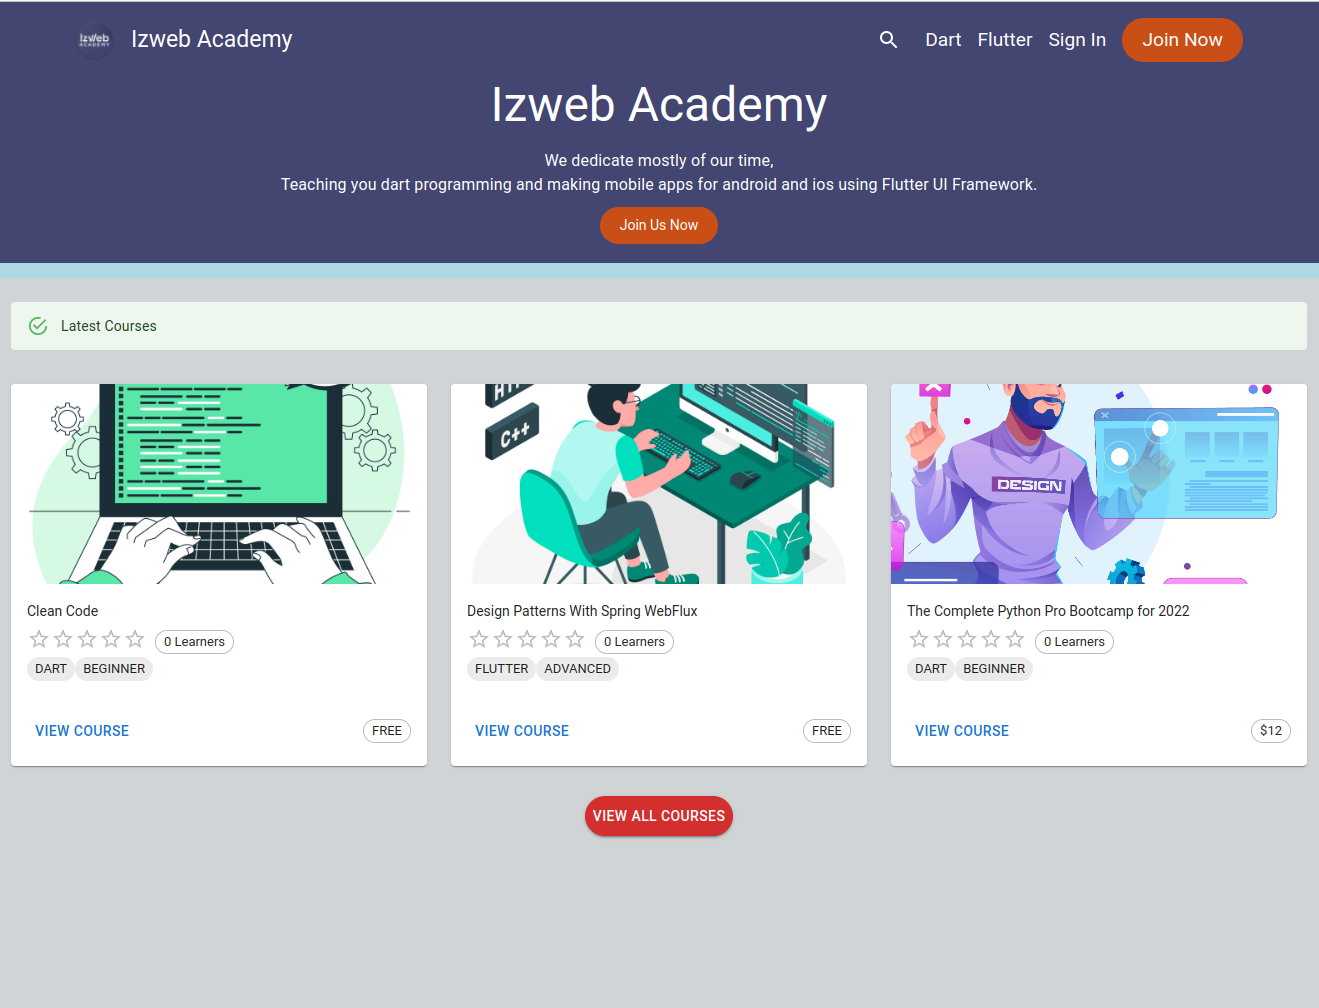 Izweb
ACADEMY
Izweb Academy
Dart
Flutter
Sign In
Join Now
Izweb Academy
We dedicate mostly of our time,
Teaching you dart programming and making mobile apps for android and ios using Flutter UI Framework.
Join Us Now
Latest Courses
C++
DESIGN
Clean Code
0 Learners
DART
BEGINNER
VIEW COURSE
FREE
Design Patterns With Spring WebFlux
0 Learners
FLUTTER
ADVANCED
VIEW COURSE
FREE
The Complete Python Pro Bootcamp for 2022
0 Learners
DART
BEGINNER
VIEW COURSE
$12
VIEW ALL COURSES